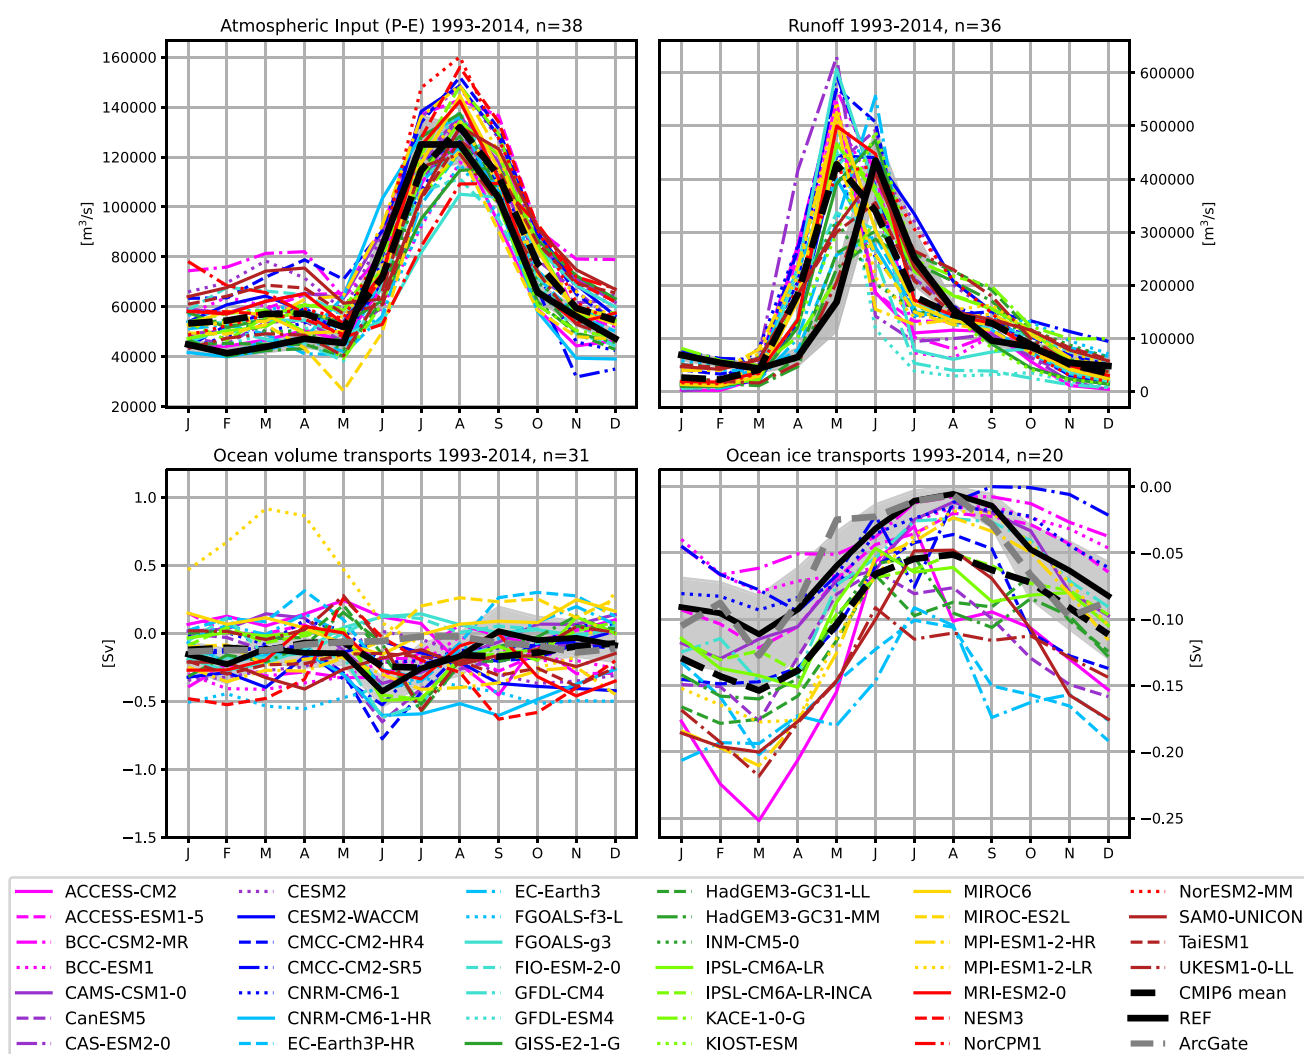 Atmospheric Input (P-E) 1993-2014, n=38
Runoff 1993-2014, n=36
160000
140000
120000
100000
80000
60000
40000
20000
[m³/s]
J F M A M J J A S O N D
600000
500000
400000
300000
200000
100000
0
[m³/s]
J F M A M J J A S O N D
Ocean volume transports 1993-2014, n=31
Ocean ice transports 1993-2014, n=20
1.0
0.5
0.0
−0.5
−1.0
−1.5
[Sv]
J F M A M J J A S O N D
0.00
−0.05
−0.10
−0.15
−0.20
−0.25
[Sv]
J F M A M J J A S O N D
ACCESS-CM2
ACCESS-ESM1-5
BCC-CSM2-MR
BCC-ESM1
CAMS-CSM1-0
CanESM5
CAS-ESM2-0
CESM2
CESM2-WACCM
CMCC-CM2-HR4
CMCC-CM2-SR5
CNRM-CM6-1
CNRM-CM6-1-HR
EC-Earth3P-HR
EC-Earth3
FGOALS-f3-L
FGOALS-g3
FIO-ESM-2-0
GFDL-CM4
GFDL-ESM4
GISS-E2-1-G
HadGEM3-GC31-LL
HadGEM3-GC31-MM
INM-CM5-0
IPSL-CM6A-LR
IPSL-CM6A-LR-INCA
KACE-1-0-G
KIOST-ESM
MIROC6
MIROC-ES2L
MPI-ESM1-2-HR
MPI-ESM1-2-LR
MRI-ESM2-0
NESM3
NorCPM1
NorESM2-MM
SAM0-UNICON
TaiESM1
UKESM1-0-LL
CMIP6 mean
REF
ArcGate